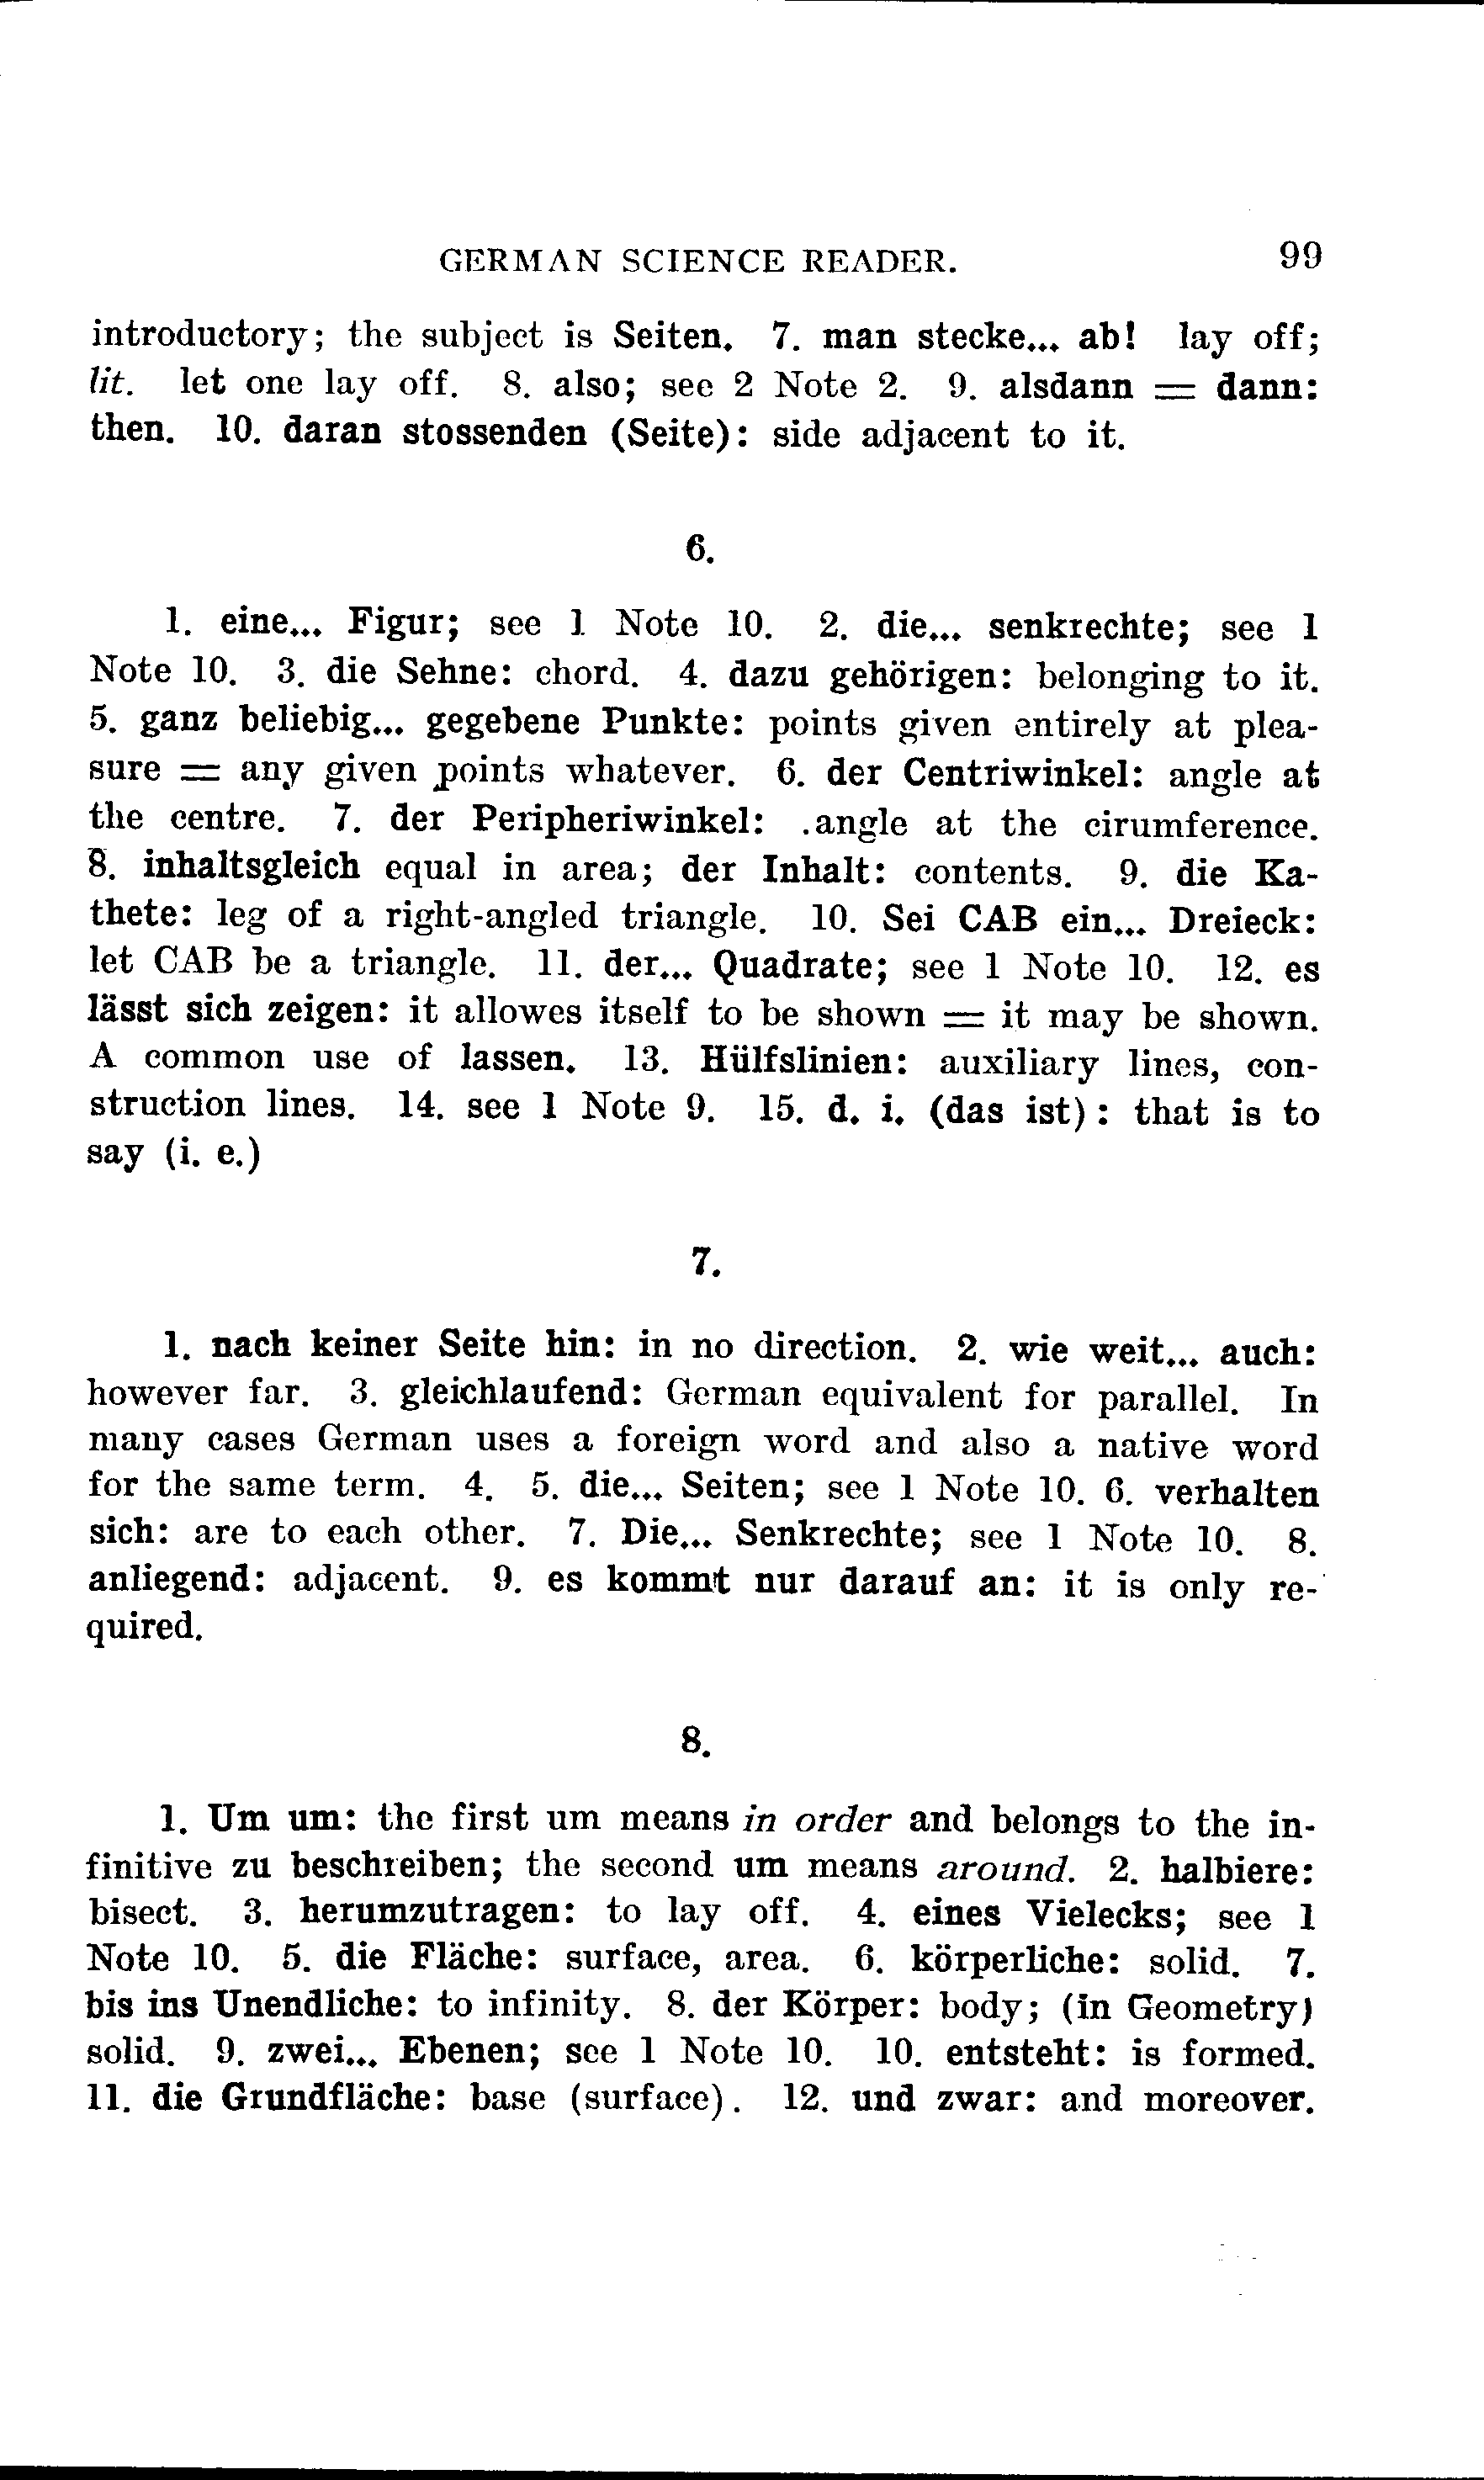 GERMAN SCIENCE READER. 99
introductory; the subject is Seiten. 7. man stecke... ab! lay off;
lit. let one lay off. 8. also; see 2 Note 2. 9. alsdann = dann:
then. 10. daran stossenden (Seite): side adjacent to it.
6.
1. eine... Figur; see 1 Note 10. 2. die... senkrechte; see 1
Note 10. 3. die Sehne: chord. 4. dazu gehörigen: belonging to it.
5. ganz beliebig... gegebene Punkte: points given entirely at plea-
sure = any given points whatever. 6. der Centriwinkel: angle at
the centre. 7. der Peripheriwinkel: .angle at the cirumference.
8. inhaltsgleich equal in area; der Inhalt: contents. 9. die Ka-
thete: leg of a right-angled triangle. 10. Sei CAB ein... Dreieck:
let CAB be a triangle. 11. der... Quadrate; see 1 Note 10. 12. es
lässt sich zeigen: it allowes itself to be shown = it may be shown.
A common use of lassen. 13. Hülfslinien: auxiliary lines, con-
struction lines. 14. see 1 Note 9. 15. d. i. (das ist): that is to
say (i. e.)
7.
1. nach keiner Seite hin: in no direction. 2. wie weit... auch:
however far. 3. gleichlaufend: German equivalent for parallel. In
many cases German uses a foreign word and also a native word
for the same term. 4. 5. die... Seiten; see 1 Note 10. 6. verhalten
sich: are to each other. 7. Die... Senkrechte; see 1 Note 10. 8.
anliegend: adjacent. 9. es kommt nur darauf an: it is only re-
quired.
8.
1. Um um: the first um means in order and belongs to the in-
finitive zu beschreiben; the second um means around. 2. halbiere:
bisect. 3. herumzutragen: to lay off. 4. eines Vielecks; see 1
Note 10. 5. die Fläche: surface, area. 6. körperliche: solid. 7.
bis ins Unendliche: to infinity. 8. der Körper: body; (in Geometry)
solid. 9. zwei... Ebenen; see 1 Note 10. 10. entsteht: is formed.
11. die Grundfläche: base (surface). 12. und zwar: and moreover.